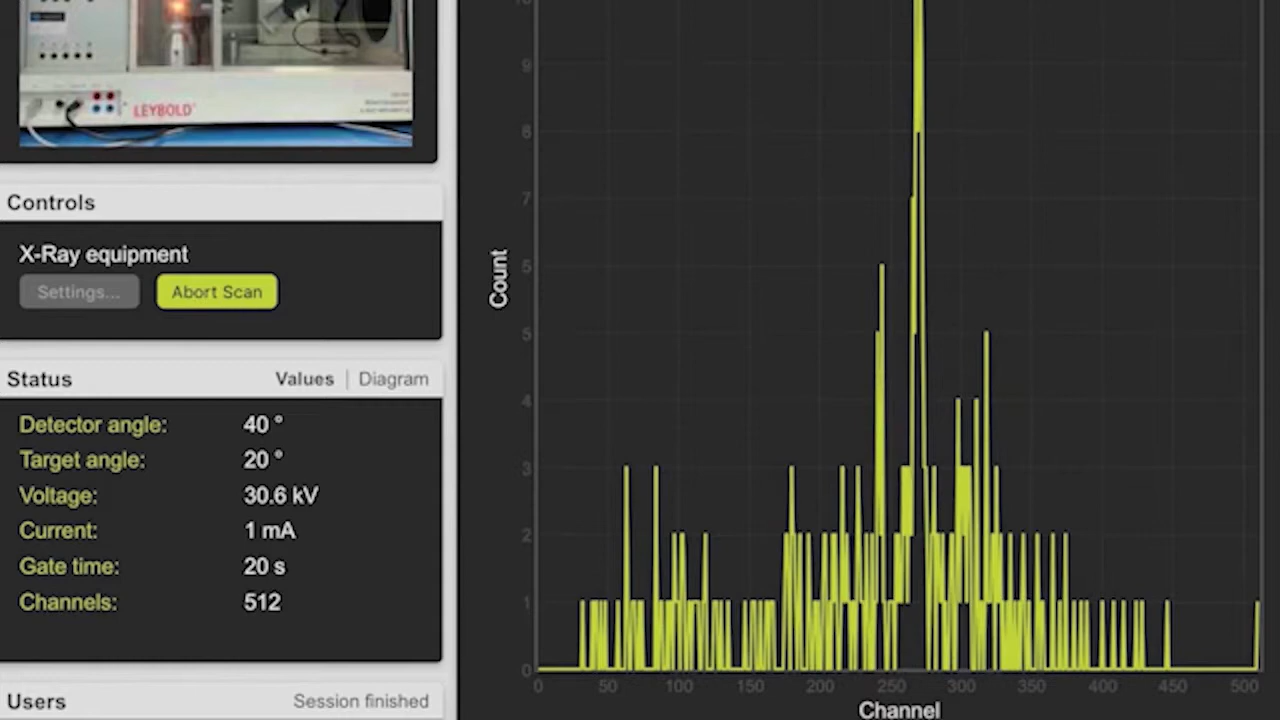 LEYBOLD
Controls
X-Ray equipment
Settings... Abort Scan
Status Values | Diagram
Detector angle: 40 °
Target angle: 20 °
Voltage: 30.6 kV
Current: 1 mA
Gate time: 20 s
Channels: 512
Users Session finished
10
9
8
7
5
5
4
3
2
1
0
Count
0 50 100 150 200 250 300 350 400 450 500
Channel